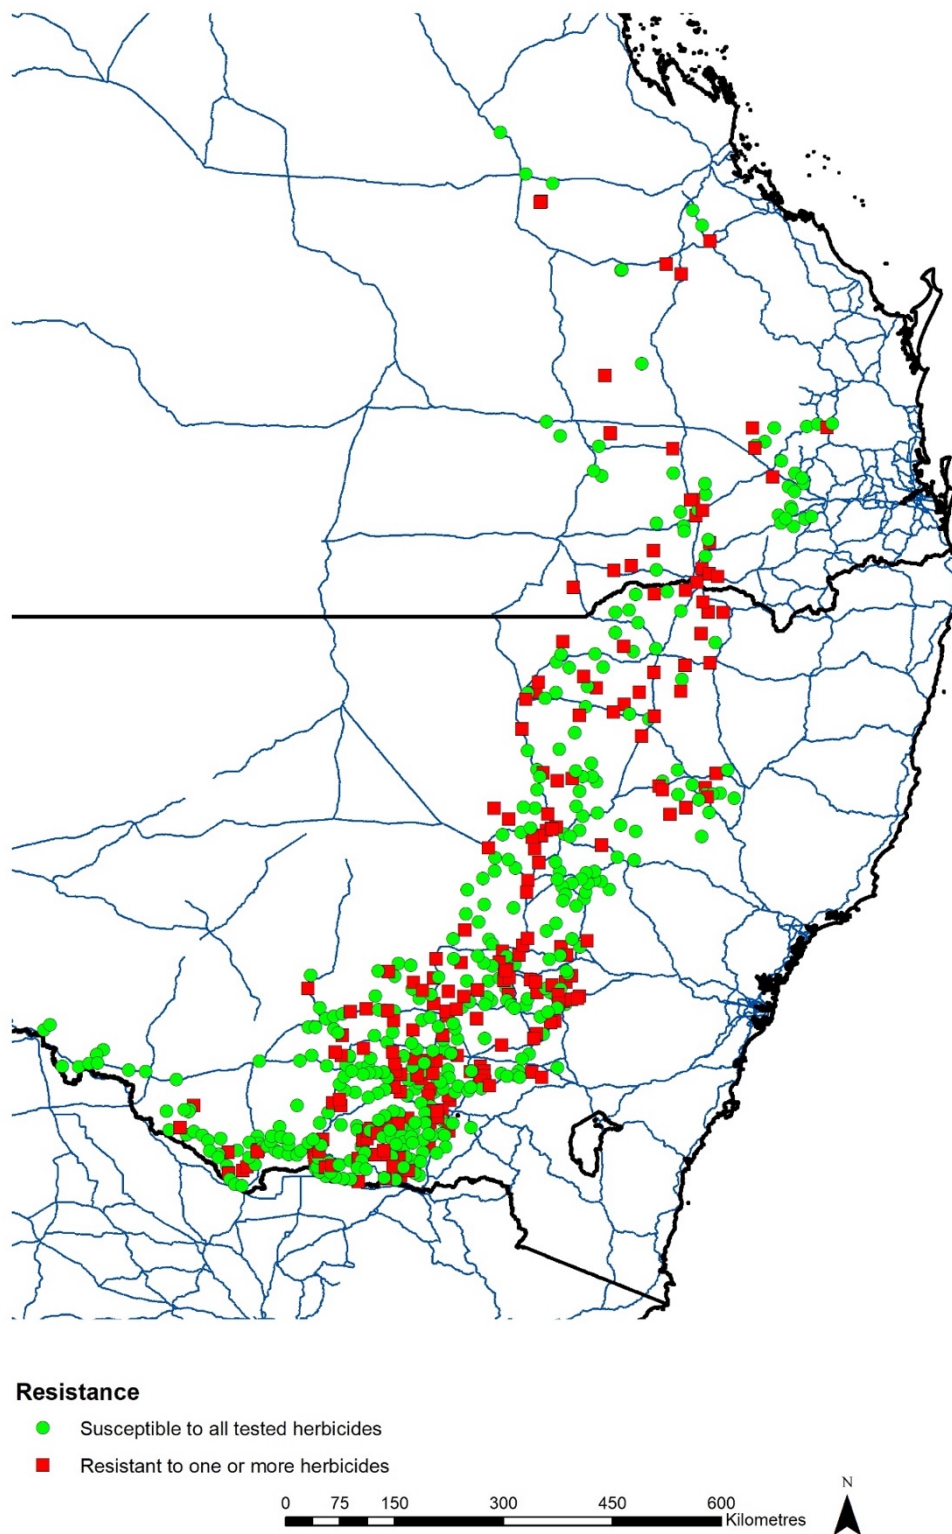 Resistance
Susceptible to all tested herbicides
Resistant to one or more herbicides
N
0 75 150 300 450 600
Kilometres